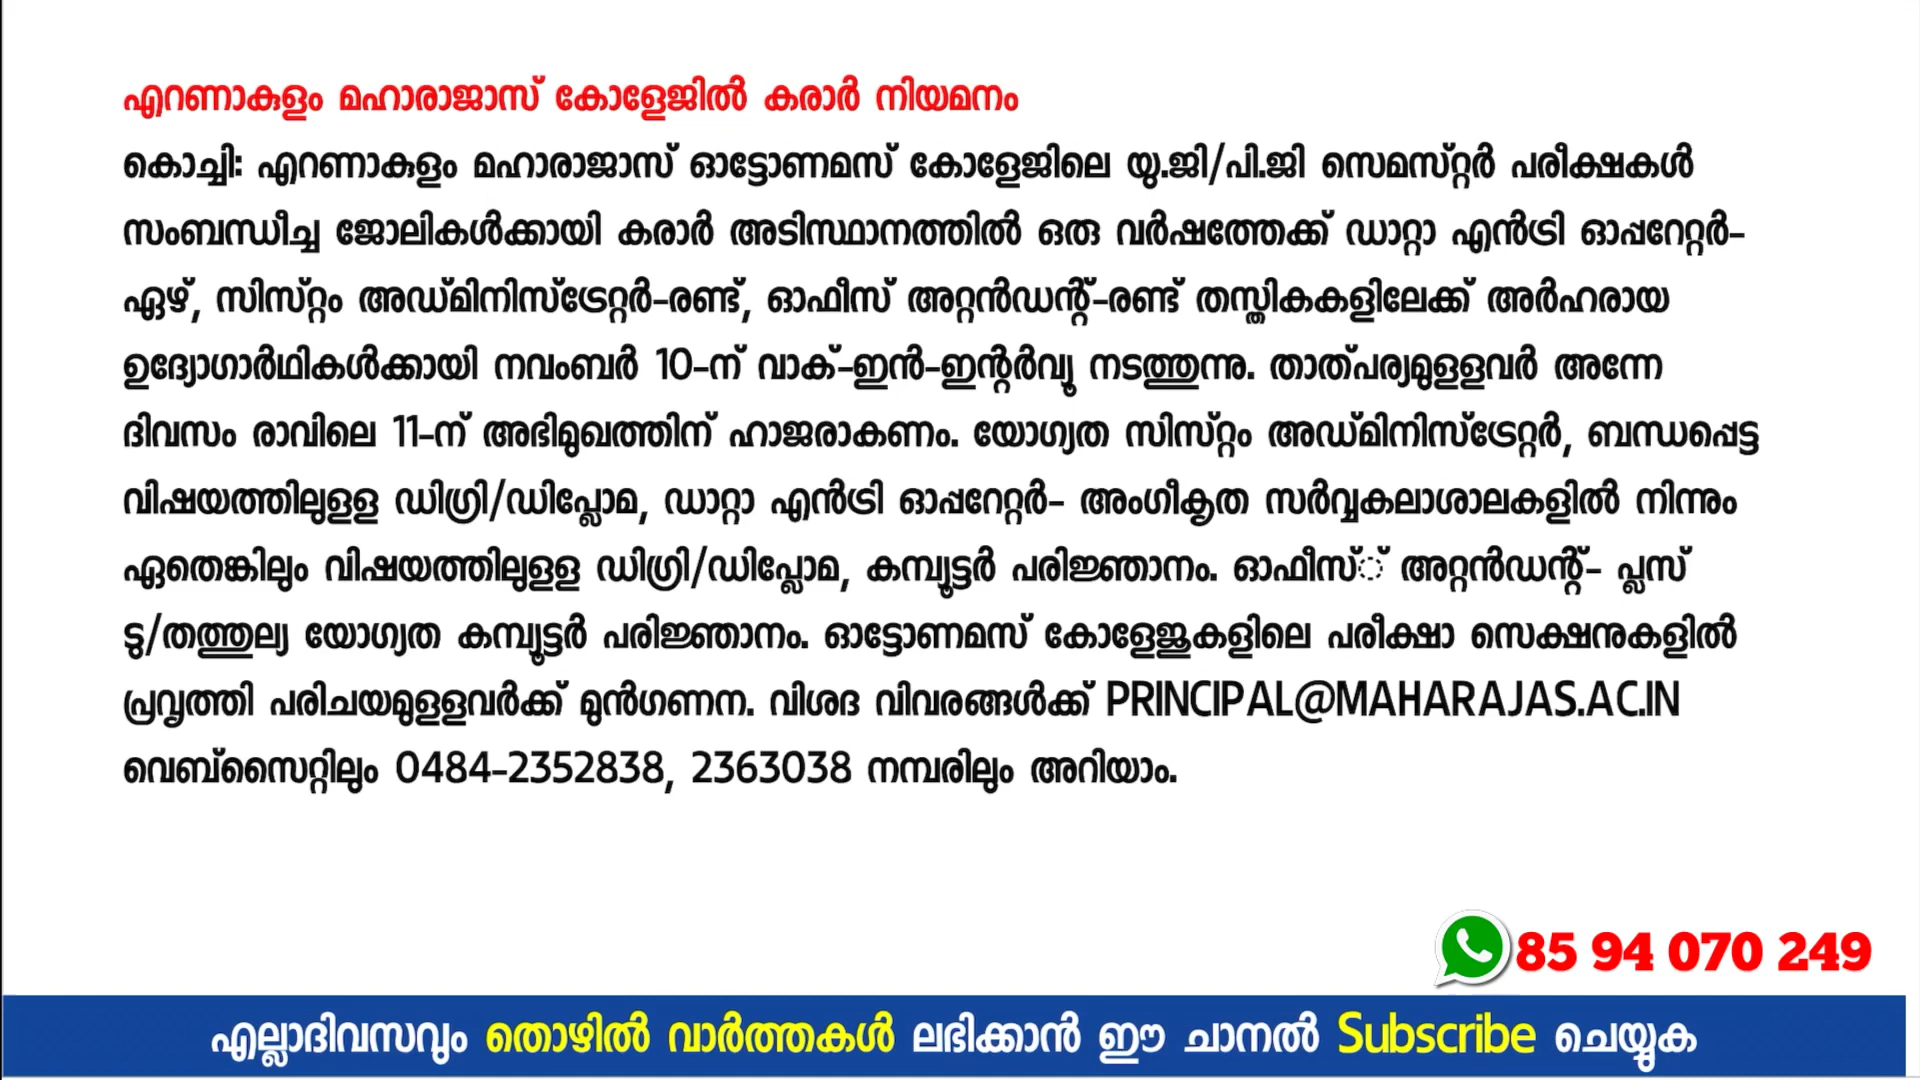 എറണാകുളം മഹാരാജാസ് കോളേജിൽ കരാർ നിയമനം
കൊച്ചി: എറണാകുളം മഹാരാജാസ് ഓട്ടോണമസ് കോളേജിലെ യു.ജി/പി.ജി സെമസ്റ്റർ പരീക്ഷകൾ
സംബന്ധീച്ച ജോലികൾക്കായി കരാർ അടിസ്ഥാനത്തിൽ ഒരു വർഷത്തേക്ക് ഡാറ്റാ എൻട്രി ഓപ്പറേറ്റർ-
ഏഴ്, സിസ്റ്റം അഡ്മിനിസ്ട്രേറ്റർ-രണ്ട്, ഓഫീസ് അറ്റൻഡന്റ്-രണ്ട് തസ്തികകളിലേക്ക് അർഹരായ
ഉദ്യോഗാർഥികൾക്കായി നവംബർ 10-ന് വാക്-ഇൻ-ഇന്റർവ്യൂ നടത്തുന്നു. താത്പര്യമുളളവർ അന്നേ
ദിവസം രാവിലെ 11-ന് അഭിമുഖത്തിന് ഹാജരാകണം. യോഗ്യത സിസ്റ്റം അഡ്മിനിസ്ട്രേറ്റർ, ബന്ധപ്പെട്ട
വിഷയത്തിലുളള ഡിഗ്രി/ഡിപ്ലോമ, ഡാറ്റാ എൻട്രി ഓപ്പറേറ്റർ- അംഗീകൃത സർവ്വകലാശാലകളിൽ നിന്നും
ഏതെങ്കിലും വിഷയത്തിലുളള ഡിഗ്രി/ഡിപ്ലോമ, കമ്പ്യൂട്ടർ പരിജ്ഞാനം. ഓഫീസ്് അറ്റൻഡന്റ്- പ്ലസ്
ടു/തത്തുല്യ യോഗ്യത കമ്പ്യൂട്ടർ പരിജ്ഞാനം. ഓട്ടോണമസ് കോളേജുകളിലെ പരീക്ഷാ സെക്ഷനുകളിൽ
പ്രവൃത്തി പരിചയമുളളവർക്ക് മുൻഗണന. വിശദ വിവരങ്ങൾക്ക് PRINCIPAL@MAHARAJAS.AC.IN
വെബ്സൈറ്റിലും 0484-2352838, 2363038 നമ്പരിലും അറിയാം.
85 94 070 249
എല്ലാദിവസവും തൊഴിൽ വാർത്തകൾ ലഭിക്കാൻ ഈ ചാനൽ Subscribe ചെയ്യുക